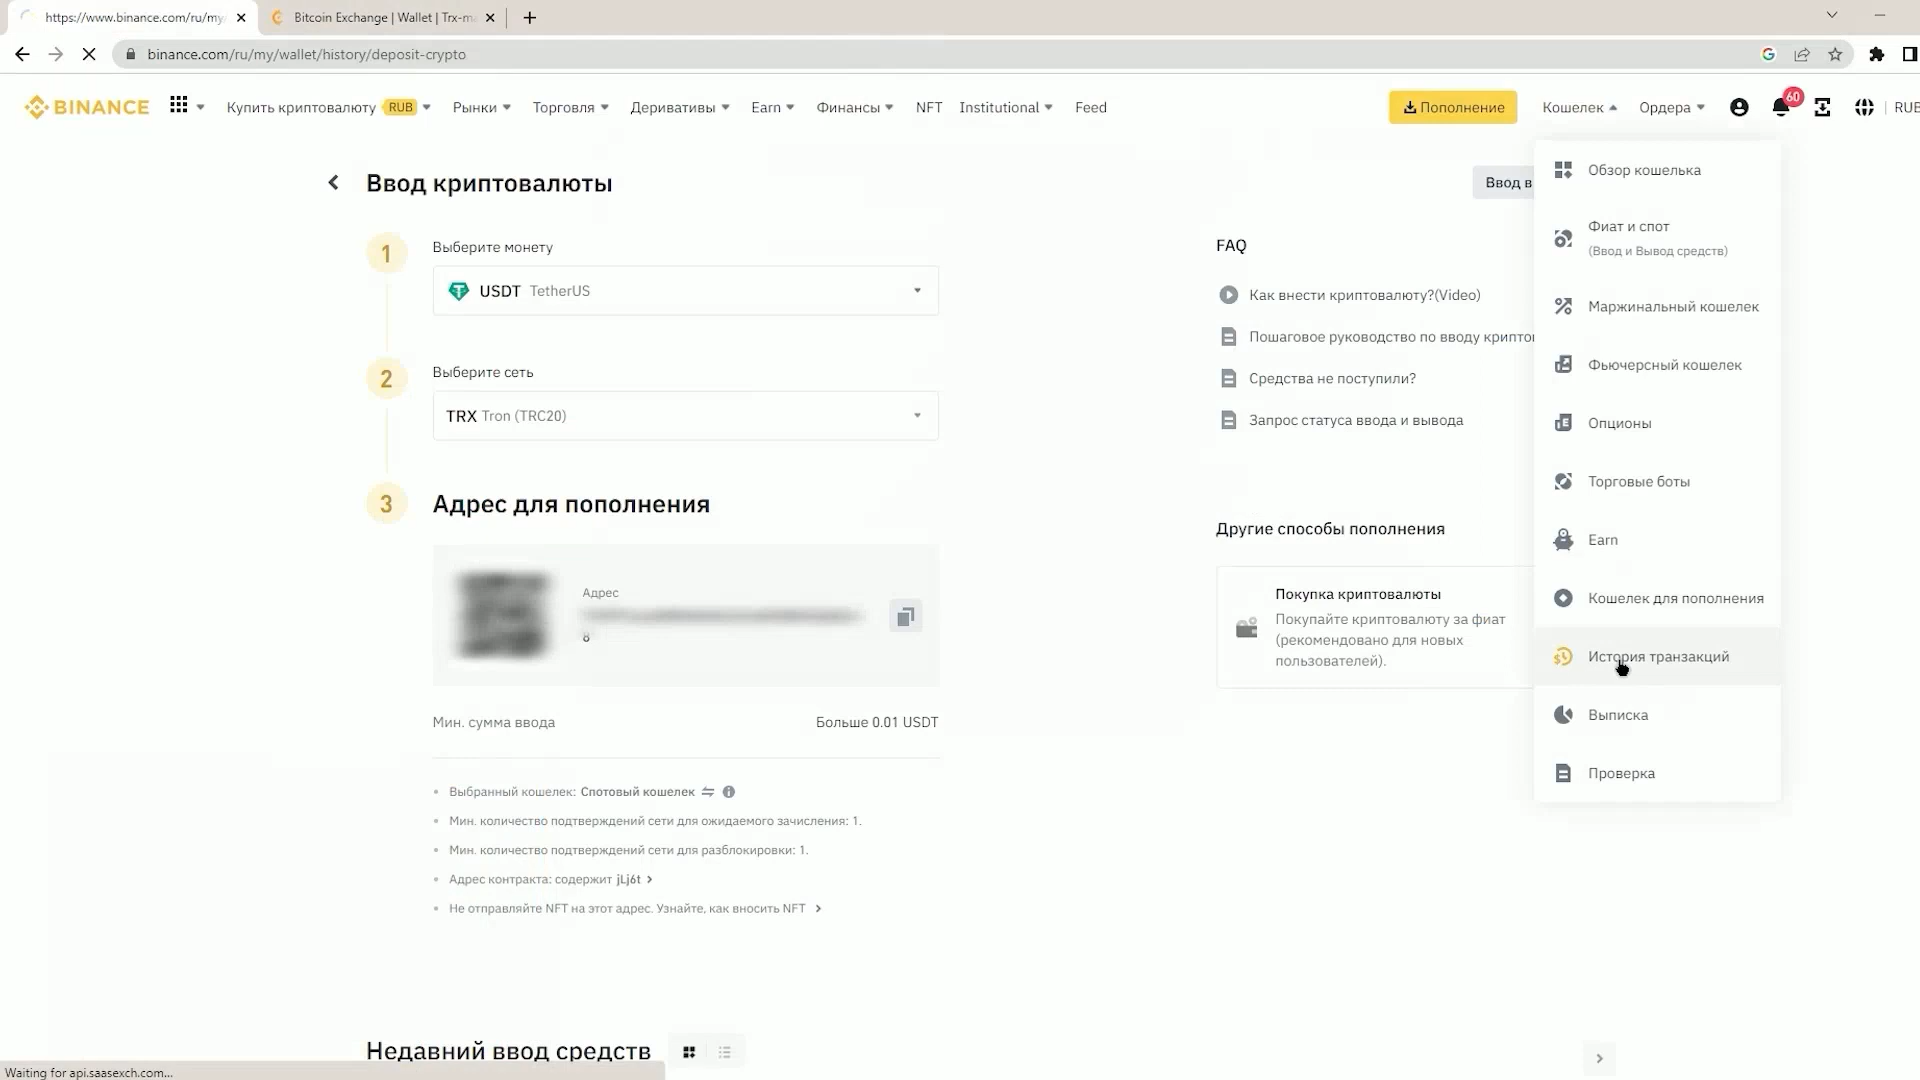 https://www.binance.com/ru/my/
Bitcoin Exchange | Wallet | Trx-m
binance.com/ru/my/wallet/history/deposit-crypto
BINANCE
Купить криптовалюту RUB
Рынки
Торговля
Деривативы
Earn
Финансы
NFT
Institutional
Feed
Пополнение
Кошелек
Ордера
60
RUB
Ввод криптовалюты
Ввод в
1
Выберите монету
USDT TetherUS
2
Выберите сеть
TRX Tron (TRC20)
3
Адрес для пополнения
Адрес
8
Мин. сумма ввода
Больше 0.01 USDT
Выбранный кошелек: Спотовый кошелек
Мин. количество подтверждений сети для ожидаемого зачисления: 1.
Мин. количество подтверждений сети для разблокировки: 1.
Адрес контракта: содержит jLj6t
Не отправляйте NFT на этот адрес. Узнайте, как вносить NFT
FAQ
Как внести криптовалюту?(Video)
Пошаговое руководство по вводу крипто
Средства не поступили?
Запрос статуса ввода и вывода
Другие способы пополнения
Покупка криптовалюты
Покупайте криптовалюту за фиат
(рекомендовано для новых
пользователей).
Обзор кошелька
Фиат и спот
(Ввод и Вывод средств)
Маржинальный кошелек
Фьючерсный кошелек
Опционы
Торговые боты
Earn
Кошелек для пополнения
История транзакций
Выписка
Проверка
Недавний ввод средств
Waiting for api.saasexch.com...